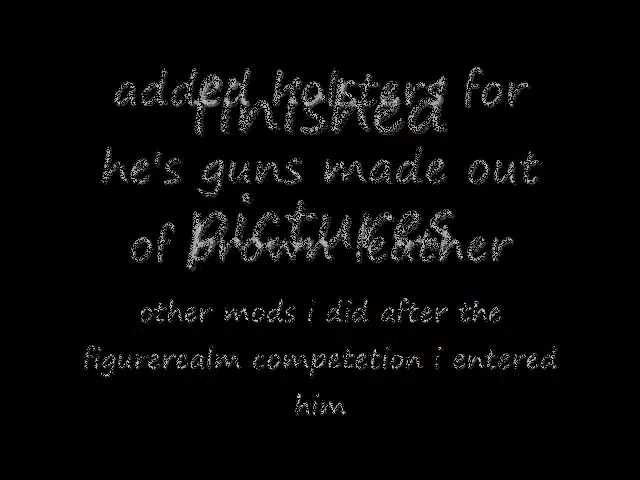 added holsters for
finished
he's guns made out
pictures
of brown leather
other mods i did after the
figurerealm competetion i entered
him